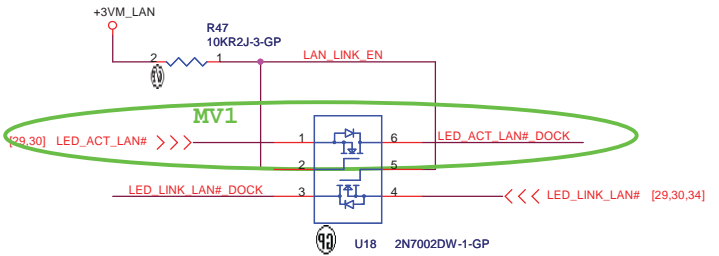 +3VM_LAN
R47
10KR2J-3-GP
2
1
LAN_LINK_EN
MV1
[29,30] LED_ACT_LAN#
1
6
LED_ACT_LAN#_DOCK
2
5
LED_LINK_LAN#_DOCK
3
4
LED_LINK_LAN# [29,30,34]
U18 2N7002DW-1-GP